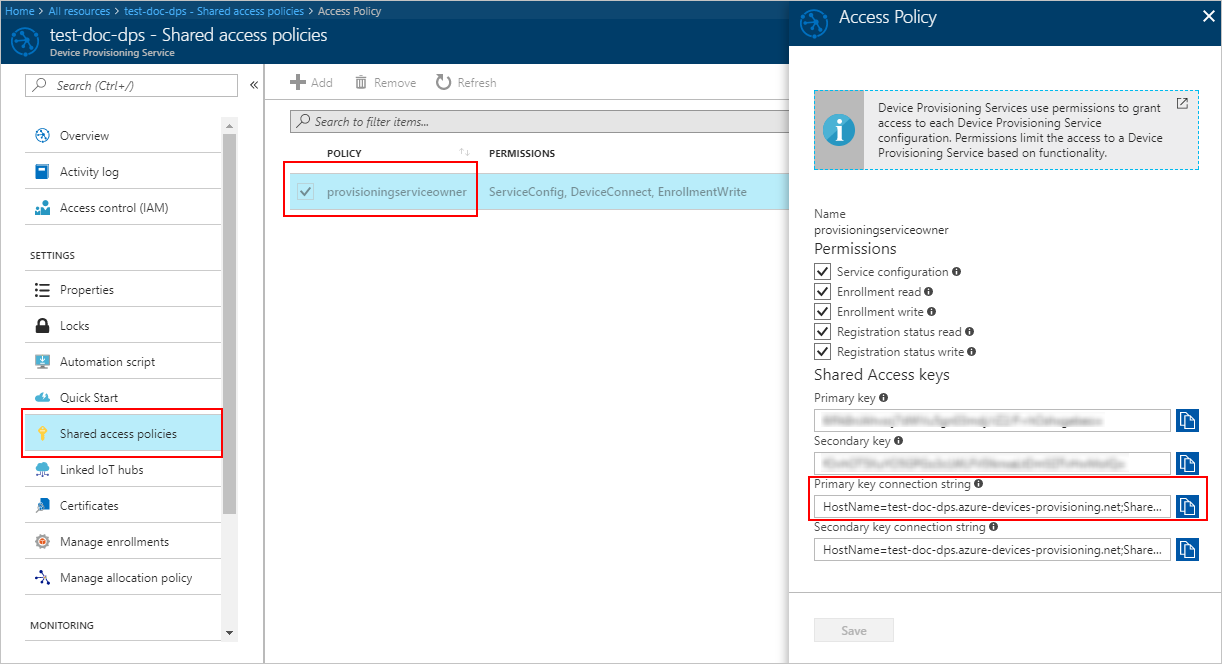 Home > All resources > test-doc-dps - Shared access policies > Access Policy
test-doc-dps - Shared access policies
Device Provisioning Service
Search (Ctrl+/)
«
Overview
Activity log
Access control (IAM)
SETTINGS
Properties
Locks
Automation script
Quick Start
Shared access policies
Linked IoT hubs
Certificates
Manage enrollments
Manage allocation policy
MONITORING
Add Remove Refresh
Search to filter items...
POLICY PERMISSIONS
provisioningserviceowner ServiceConfig, DeviceConnect, EnrollmentWrite
Access Policy
Device Provisioning Services use permissions to grant
access to each Device Provisioning Service
configuration. Permissions limit the access to a Device
Provisioning Service based on functionality.
Name
provisioningserviceowner
Permissions
Service configuration
Enrollment read
Enrollment write
Registration status read
Registration status write
Shared Access keys
Primary key
Secondary key
Primary key connection string
HostName=test-doc-dps.azure-devices-provisioning.net;Share...
Secondary key connection string
HostName=test-doc-dps.azure-devices-provisioning.net;Share...
Save